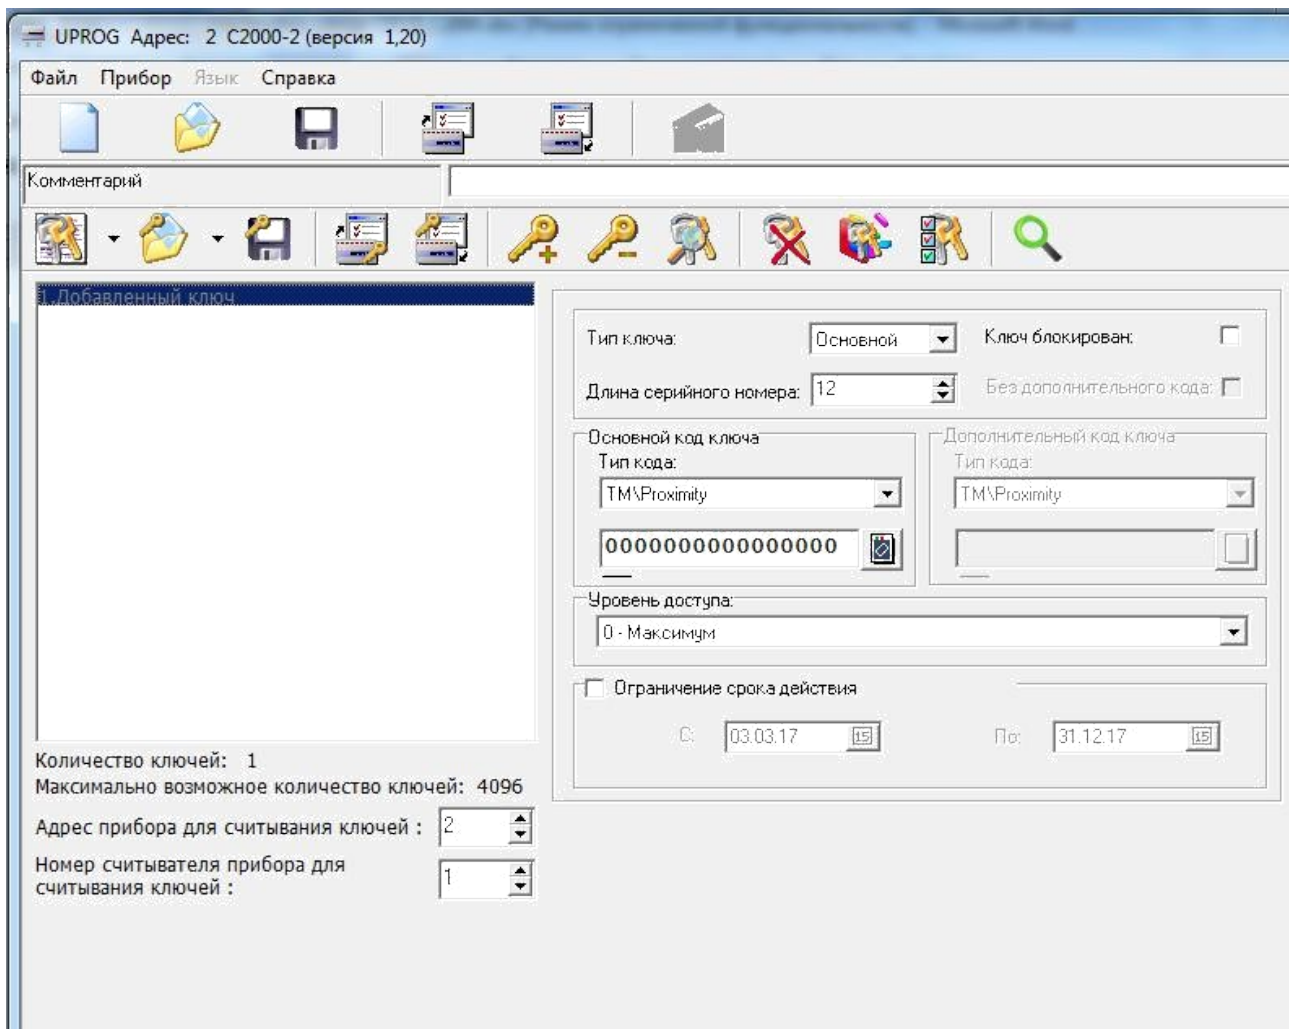 UPROG Адрес: 2 С2000-2 (версия 1,20)
Файл Прибор Язык Справка
Комментарий
1.Добавленный ключ
Тип ключа: Основной Ключ блокирован:
Длина серийного номера: 12 Без дополнительного кода:
Основной код ключа
Тип кода:
TM\Proximity
0000000000000000
Дополнительный код ключа
Тип кода:
TM\Proximity
Уровень доступа:
0 - Максимум
Ограничение срока действия
С: 03.03.17 15 По: 31.12.17 15
Количество ключей: 1
Максимально возможное количество ключей: 4096
Адрес прибора для считывания ключей : 2
Номер считывателя прибора для
считывания ключей : 1